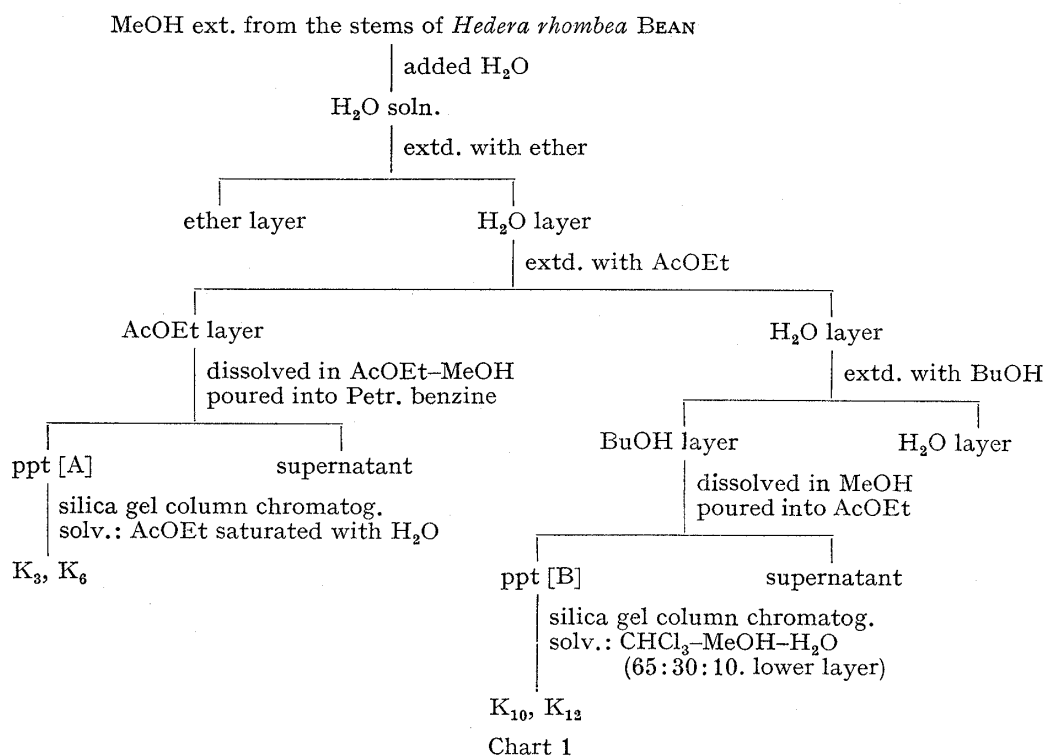 MeOH ext. from the stems of Hedera rhombea BEAN
added H₂O
H₂O soln.
extd. with ether
ether layer H₂O layer
extd. with AcOEt
AcOEt layer H₂O layer
dissolved in AcOEt–MeOH
poured into Petr. benzine
extd. with BuOH
BuOH layer H₂O layer
ppt [A] supernatant
dissolved in MeOH
poured into AcOEt
silica gel column chromatog.
solv.: AcOEt saturated with H₂O
K₃, K₆
ppt [B] supernatant
silica gel column chromatog.
solv.: CHCl₃–MeOH–H₂O
(65:30:10. lower layer)
K₁₀, K₁₂
Chart 1